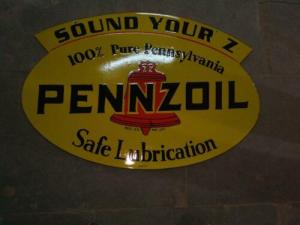 SOUND YOUR Z
100% Pure Pennsylvania
PENNZOIL
Safe Lubrication